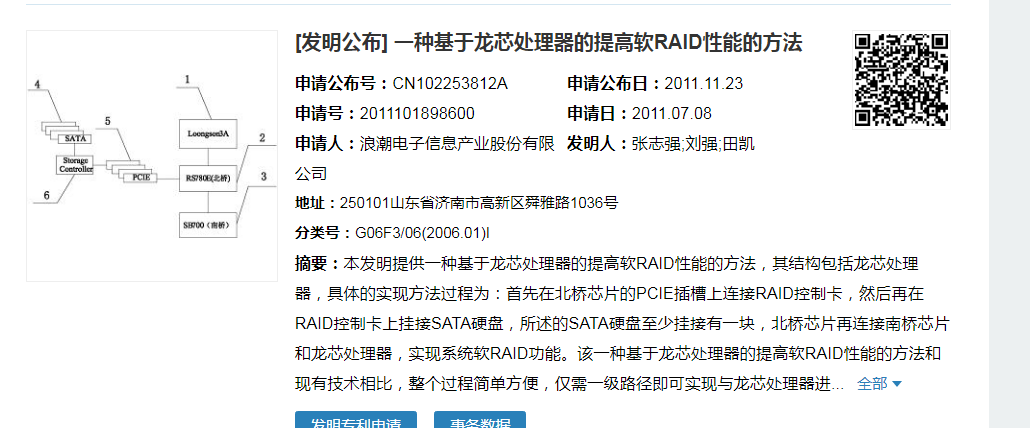 [发明公布] 一种基于龙芯处理器的提高软RAID性能的方法
申请公布号：CN102253812A 申请公布日：2011.11.23
申请号：2011101898600 申请日：2011.07.08
申请人：浪潮电子信息产业股份有限公司 发明人：张志强;刘强;田凯
地址：250101山东省济南市高新区舜雅路1036号
分类号：G06F3/06(2006.01)I
摘要：本发明提供一种基于龙芯处理器的提高软RAID性能的方法，其结构包括龙芯处理
器，具体的实现方法过程为：首先在北桥芯片的PCIE插槽上连接RAID控制卡，然后再在
RAID控制卡上挂接SATA硬盘，所述的SATA硬盘至少挂接有一块，北桥芯片再连接南桥芯片
和龙芯处理器，实现系统软RAID功能。该一种基于龙芯处理器的提高软RAID性能的方法和
现有技术相比，整个过程简单方便，仅需一级路径即可实现与龙芯处理器进... 全部
发明专利申请 事务数据
4
1
5
2
Loongson3A
SATA
Storage
Controller
PCIE
RS780E(北桥)
3
6
SB700（南桥）